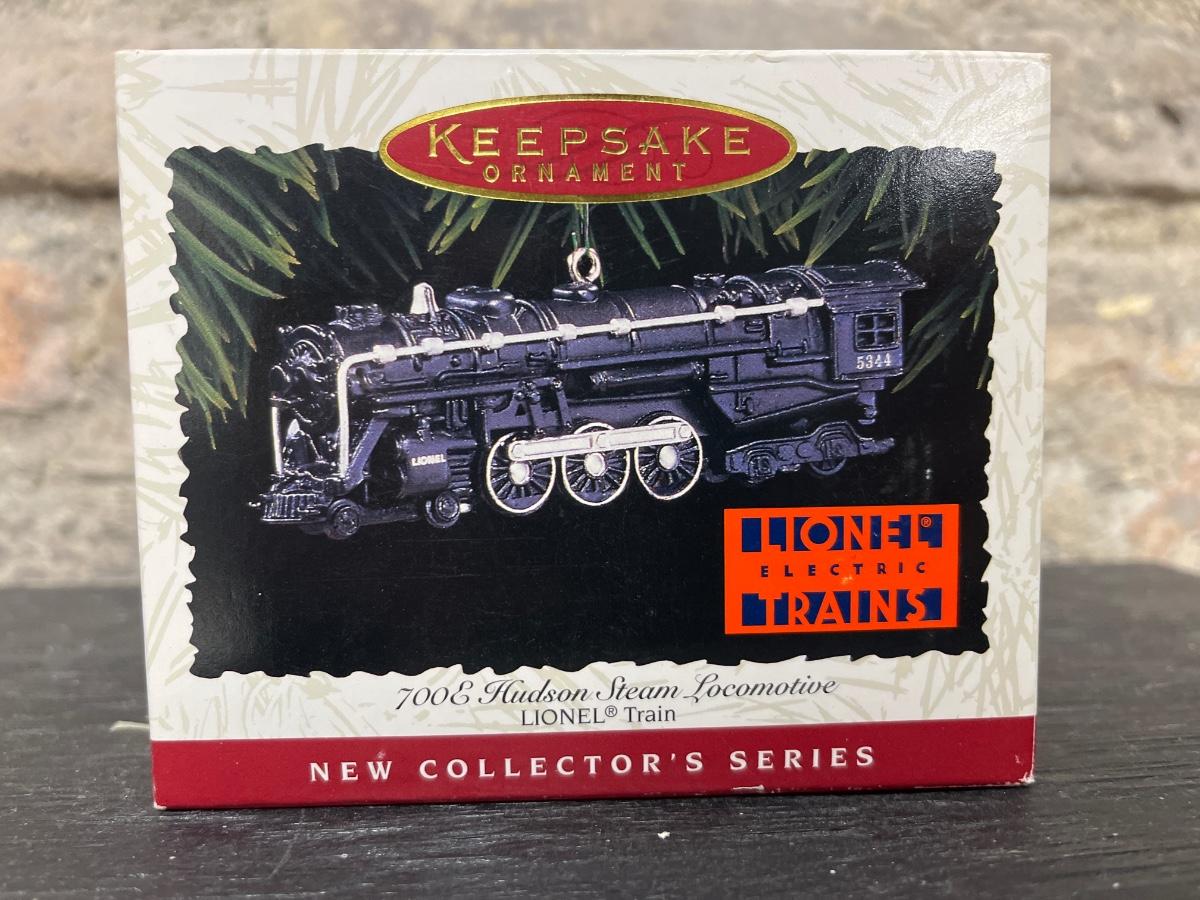 KEEPSAKE
ORNAMENT
5344
LIONEL
LIONEL®
ELECTRIC
TRAINS
700E Hudson Steam Locomotive
LIONEL® Train
NEW COLLECTOR'S SERIES